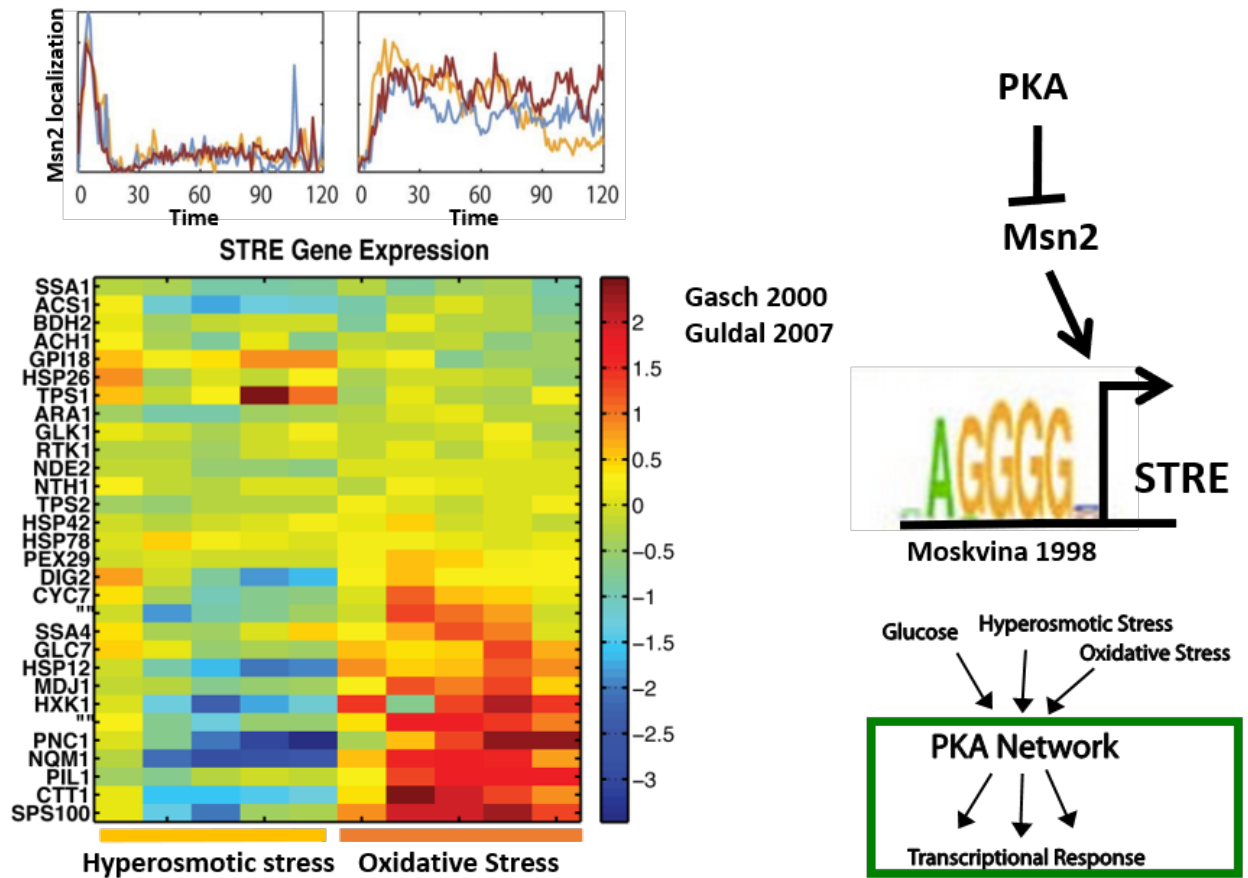 Msn2 localization
0 30 60 90 120
0 30 60 90 120
Time
Time
STRE Gene Expression
SSA1
ACS1
BDH2
ACH1
GPI18
HSP26
TPS1
ARA1
GLK1
RTK1
NDE2
NTH1
TPS2
HSP42
HSP78
PEX29
DIG2
CYC7
""
SSA4
GLC7
HSP12
MDJ1
HXK1
""
PNC1
NQM1
PIL1
CTT1
SPS100
2
1.5
1
0.5
0
−0.5
−1
−1.5
−2
−2.5
−3
Hyperosmotic stress
Oxidative Stress
Gasch 2000
Guldal 2007
PKA
Msn2
AGGGG
STRE
Moskvina 1998
Glucose
Hyperosmotic Stress
Oxidative Stress
PKA Network
Transcriptional Response